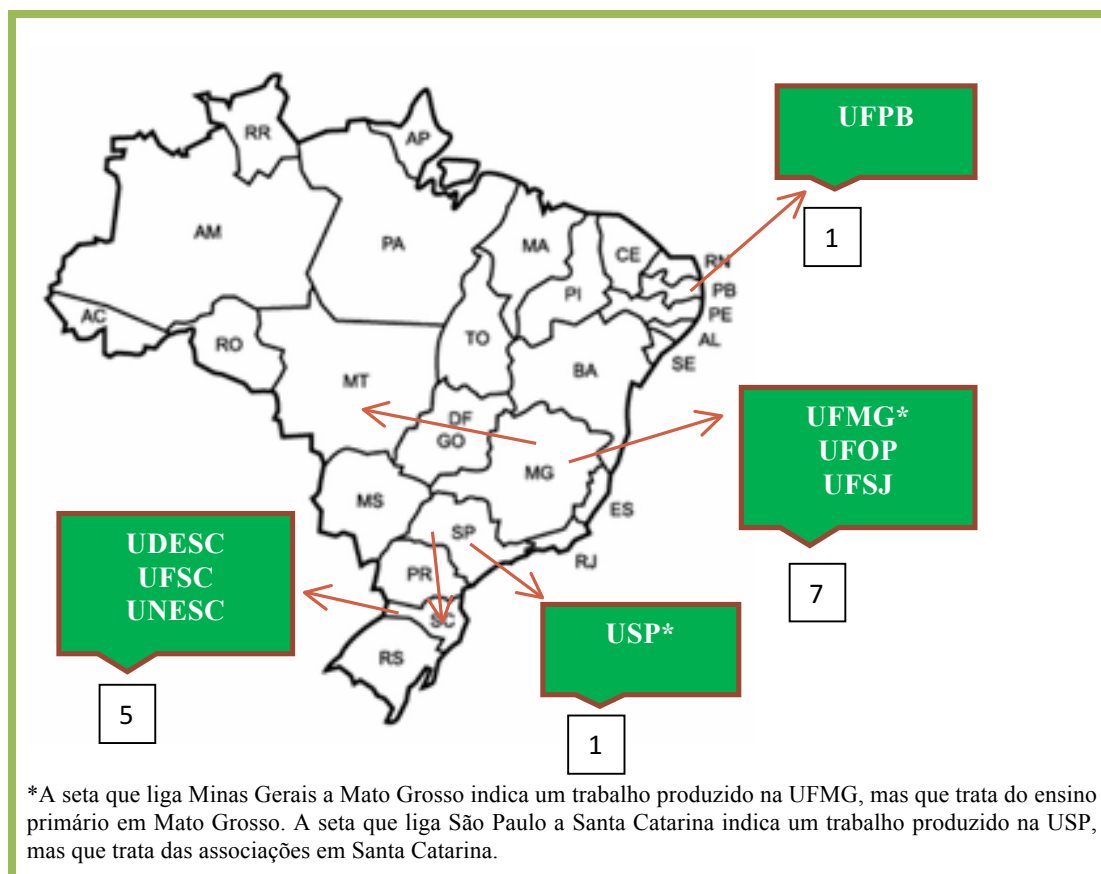 UFPB
1
RR
AP
AM
PA
MA
CE
RN
PB
PI
PE
AC
AL
TO
RO
SE
BA
MT
DF
GO
UFMG*
UFOP
UFSJ
MG
MS
ES
SP
RJ
UDESC
UFSC
UNESC
PR
7
SC
USP*
RS
5
1
*A seta que liga Minas Gerais a Mato Grosso indica um trabalho produzido na UFMG, mas que trata do ensino
primário em Mato Grosso. A seta que liga São Paulo a Santa Catarina indica um trabalho produzido na USP,
mas que trata das associações em Santa Catarina.